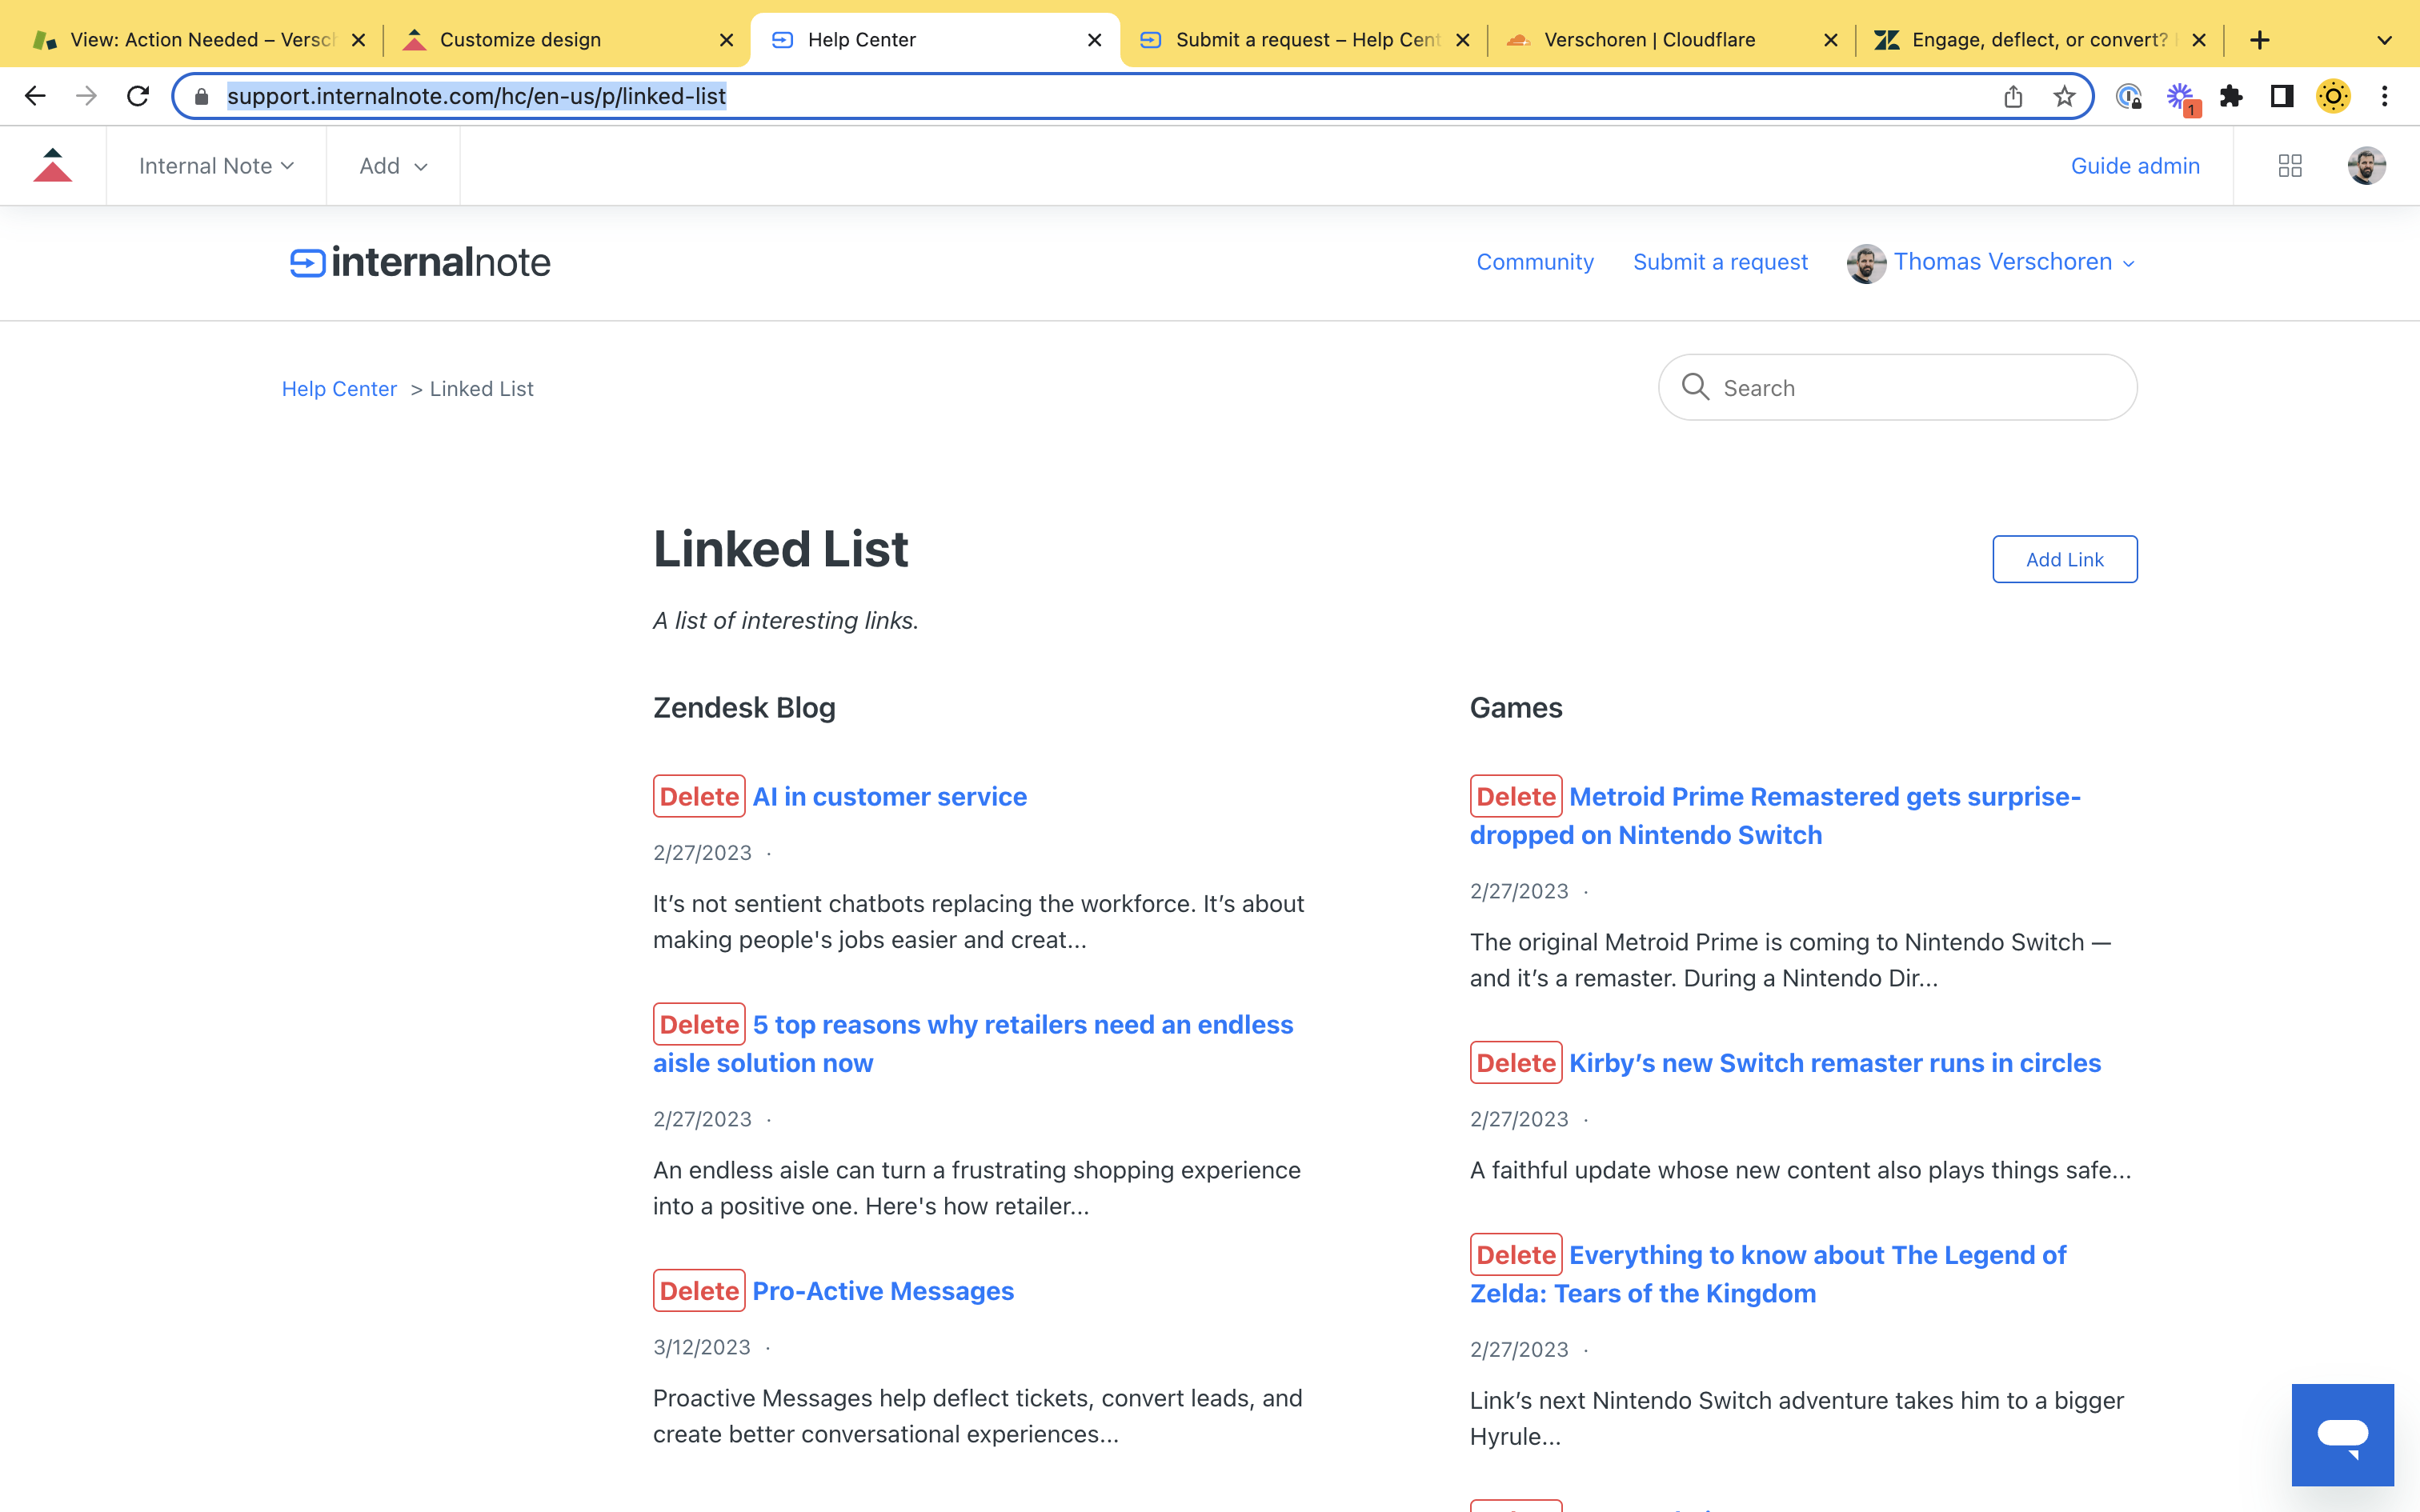 View: Action Needed – Versch
Customize design
Help Center
Submit a request – Help Cent
Verschoren | Cloudflare
Engage, deflect, or convert?
support.internalnote.com/hc/en-us/p/linked-list
1
Internal Note
Add
Guide admin
internalnote
Community
Submit a request
Thomas Verschoren
Help Center > Linked List
Search
Linked List
Add Link
A list of interesting links.
Zendesk Blog
Delete AI in customer service
2/27/2023 ·
It’s not sentient chatbots replacing the workforce. It’s about
making people's jobs easier and creat...
Delete 5 top reasons why retailers need an endless
aisle solution now
2/27/2023 ·
An endless aisle can turn a frustrating shopping experience
into a positive one. Here's how retailer...
Delete Pro-Active Messages
3/12/2023 ·
Proactive Messages help deflect tickets, convert leads, and
create better conversational experiences...
Games
Delete Metroid Prime Remastered gets surprise-
dropped on Nintendo Switch
2/27/2023 ·
The original Metroid Prime is coming to Nintendo Switch —
and it’s a remaster. During a Nintendo Dir...
Delete Kirby’s new Switch remaster runs in circles
2/27/2023 ·
A faithful update whose new content also plays things safe...
Delete Everything to know about The Legend of
Zelda: Tears of the Kingdom
2/27/2023 ·
Link’s next Nintendo Switch adventure takes him to a bigger
Hyrule...